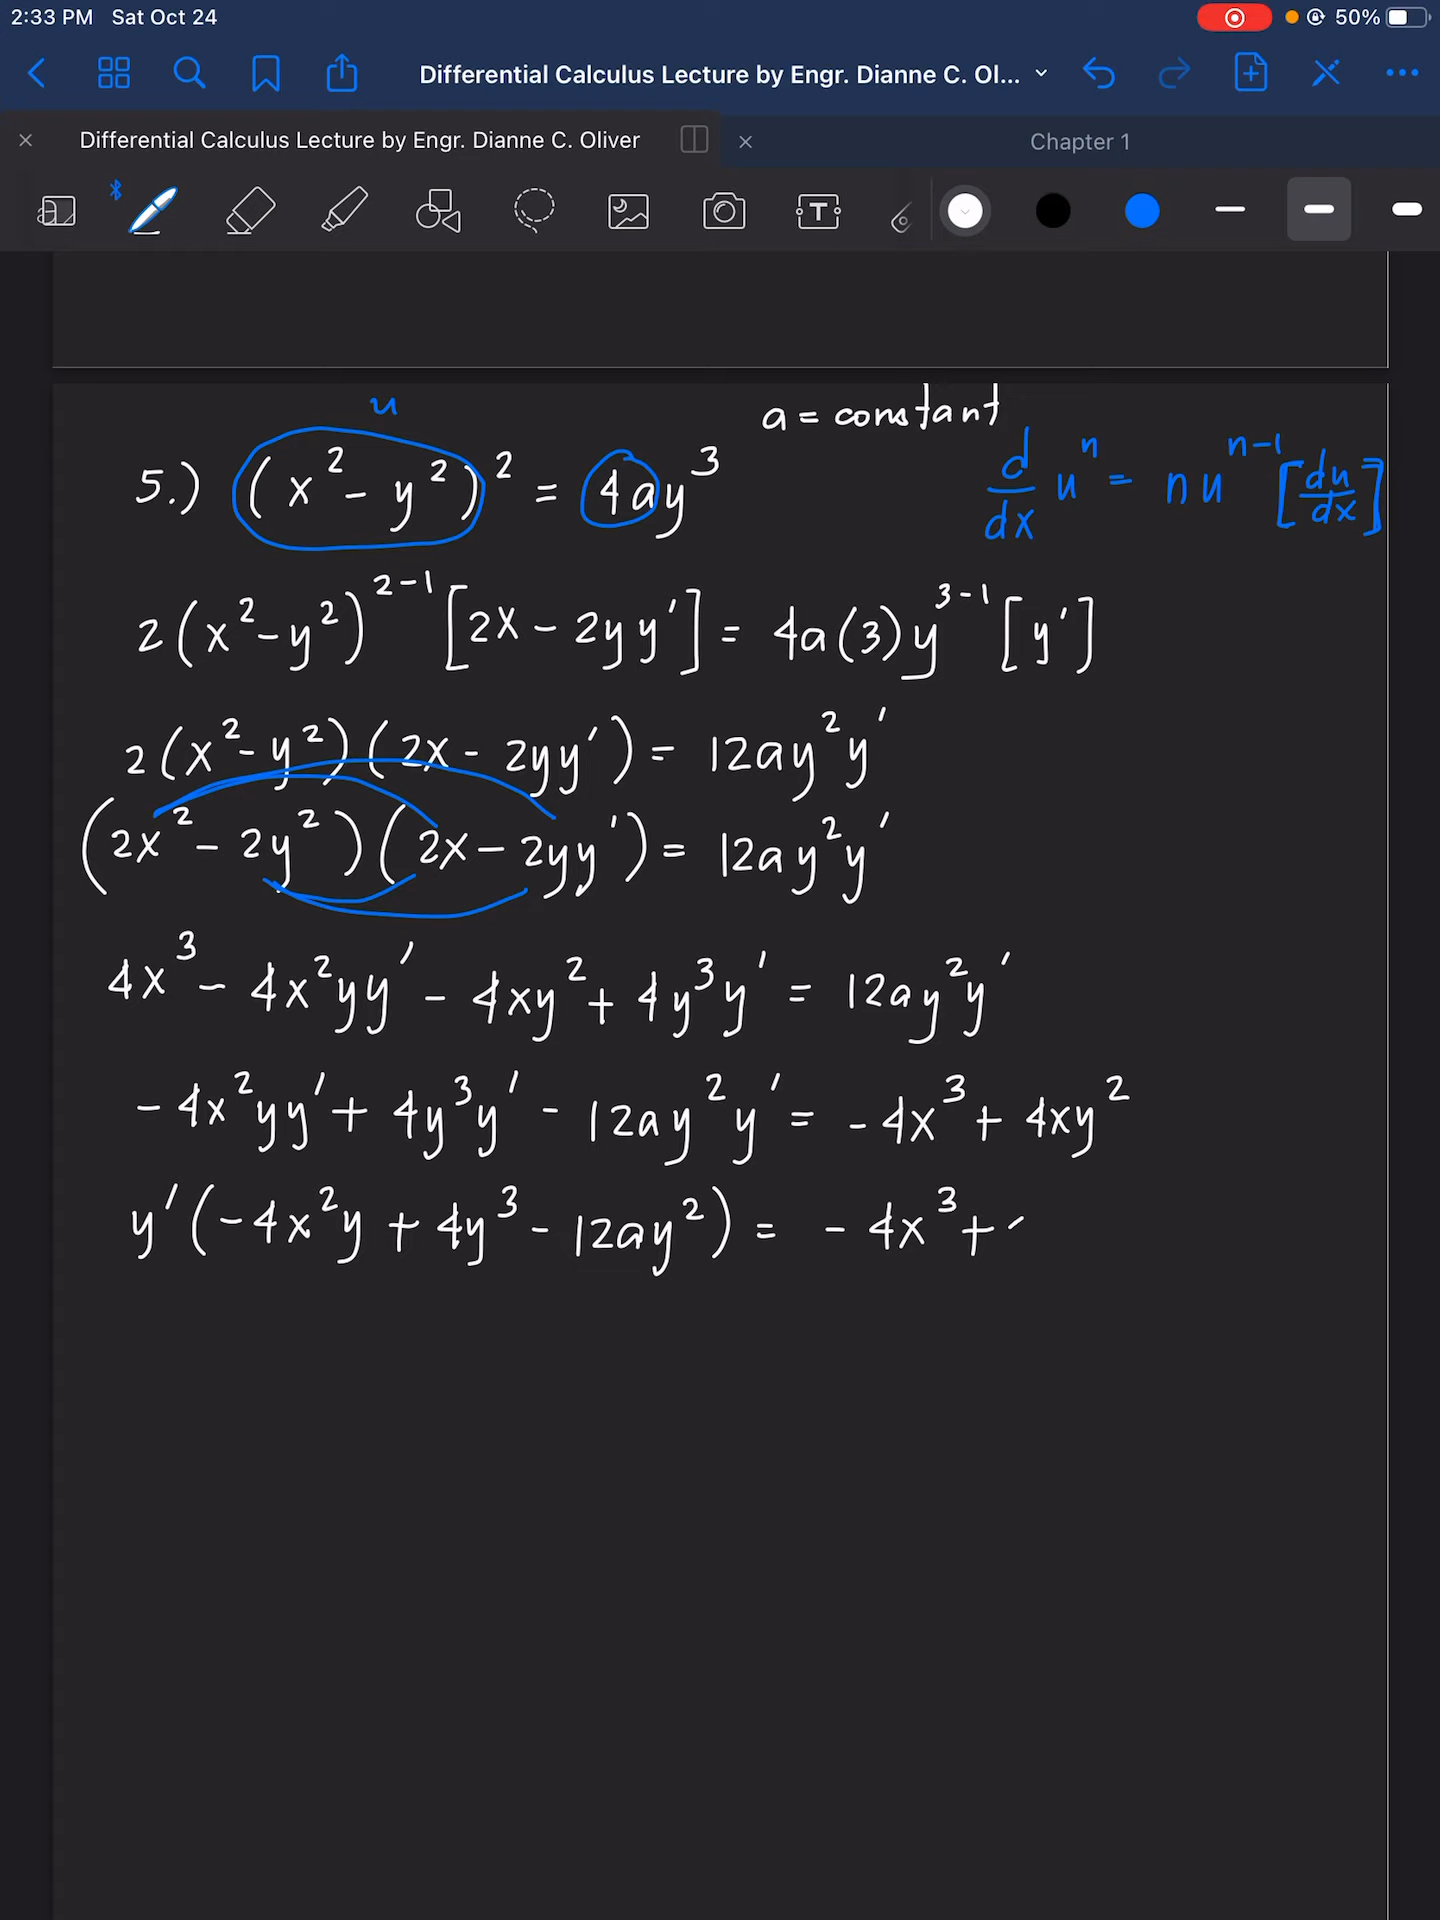 2:33 PM Sat Oct 24 50%
Differential Calculus Lecture by Engr. Dianne C. Ol...
Differential Calculus Lecture by Engr. Dianne C. Oliver
Chapter 1
T
u
a = constant
5.) (x² - y²)² = 4ay³
d/dx uⁿ = nuⁿ⁻¹ [du/dx]
2(x²-y²)²⁻¹ [2x - 2yy'] = 4a(3)y³⁻¹ [y']
2(x²-y²)(2x - 2yy') = 12ay²y'
(2x² - 2y²)(2x - 2yy') = 12ay²y'
4x³ - 4x²yy' - 4xy² + 4y³y' = 12ay²y'
- 4x²yy' + 4y³y' - 12ay²y' = - 4x³ + 4xy²
y'(-4x²y + 4y³ - 12ay²) = - 4x³ +